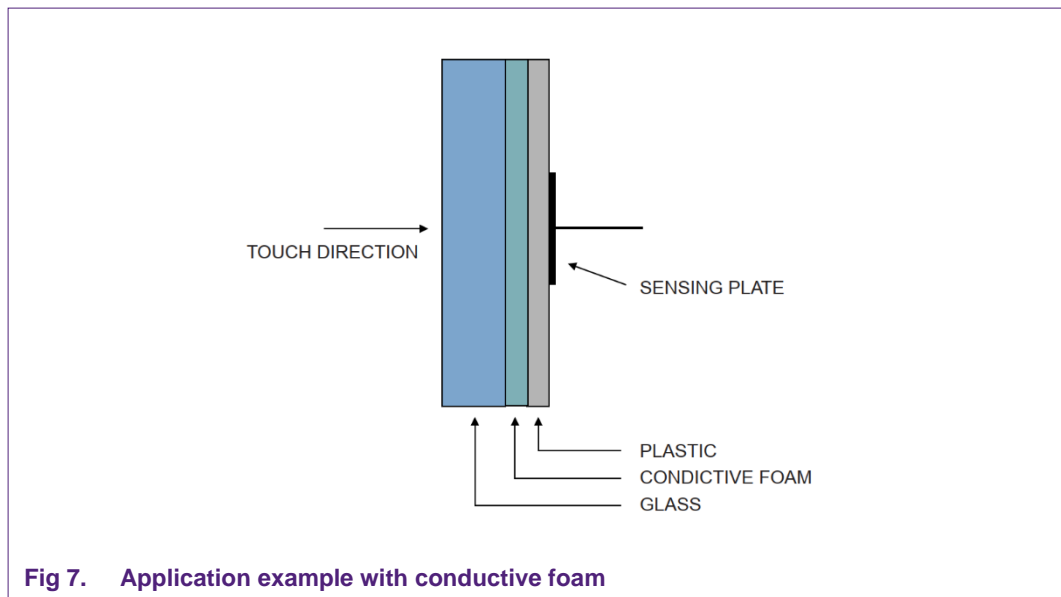 TOUCH DIRECTION
SENSING PLATE
PLASTIC
CONDICTIVE FOAM
GLASS
Fig 7. Application example with conductive foam